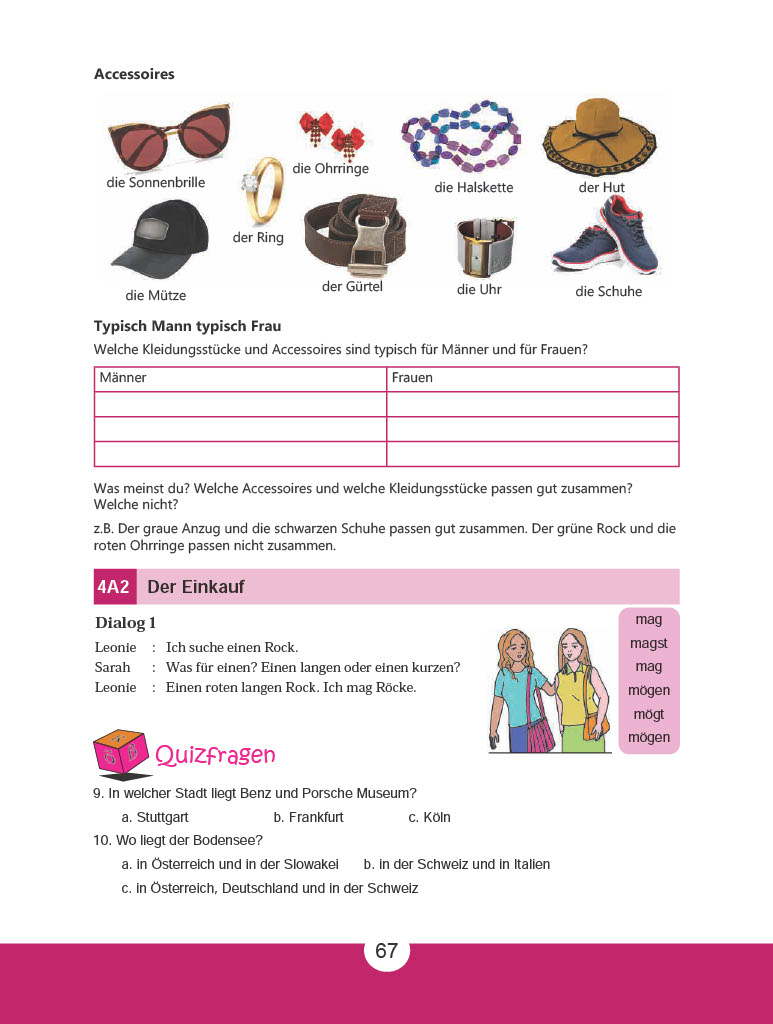 Accessoires
die Sonnenbrille
die Ohrringe
die Halskette
der Hut
der Ring
die Mütze
der Gürtel
die Uhr
die Schuhe
Typisch Mann typisch Frau
Welche Kleidungsstücke und Accessoires sind typisch für Männer und für Frauen?
Männer Frauen
Was meinst du? Welche Accessoires und welche Kleidungsstücke passen gut zusammen?
Welche nicht?
z.B. Der graue Anzug und die schwarzen Schuhe passen gut zusammen. Der grüne Rock und die
roten Ohrringe passen nicht zusammen.
4A2 Der Einkauf
Dialog 1
Leonie : Ich suche einen Rock.
Sarah : Was für einen? Einen langen oder einen kurzen?
Leonie : Einen roten langen Rock. Ich mag Röcke.
mag
magst
mag
mögen
mögt
mögen
Quizfragen
9. In welcher Stadt liegt Benz und Porsche Museum?
a. Stuttgart b. Frankfurt c. Köln
10. Wo liegt der Bodensee?
a. in Österreich und in der Slowakei b. in der Schweiz und in Italien
c. in Österreich, Deutschland und in der Schweiz
67